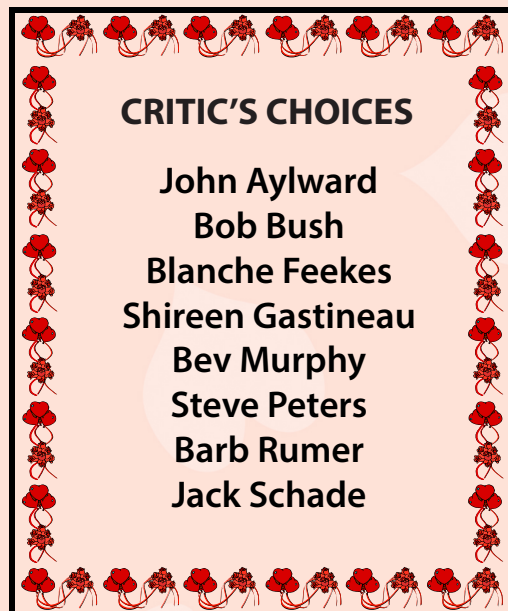 CRITIC’S CHOICES
John Aylward
Bob Bush
Blanche Feekes
Shireen Gastineau
Bev Murphy
Steve Peters
Barb Rumer
Jack Schade